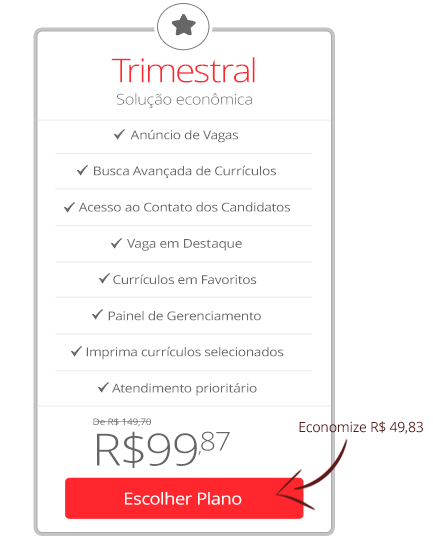 Trimestral
Solução econômica
Anúncio de Vagas
Busca Avançada de Currículos
Acesso ao Contato dos Candidatos
Vaga em Destaque
Currículos em Favoritos
Painel de Gerenciamento
Imprima currículos selecionados
Atendimento prioritário
De R$ 149,70
R$99,87
Economize R$ 49,83
Escolher Plano